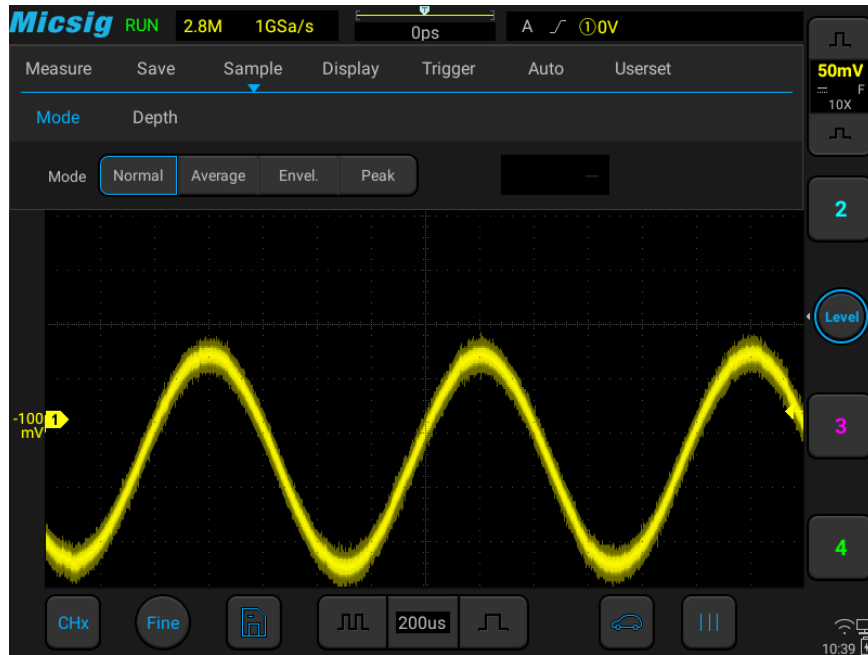 Micsig RUN 2.8M 1GSa/s 0ps A ①0V
Measure Save Sample Display Trigger Auto Userset
50mV
F
10X
Mode Depth
Mode Normal Average Envel. Peak ---
2
Level
-100 1
mV
3
4
CHx Fine 200us
10:39